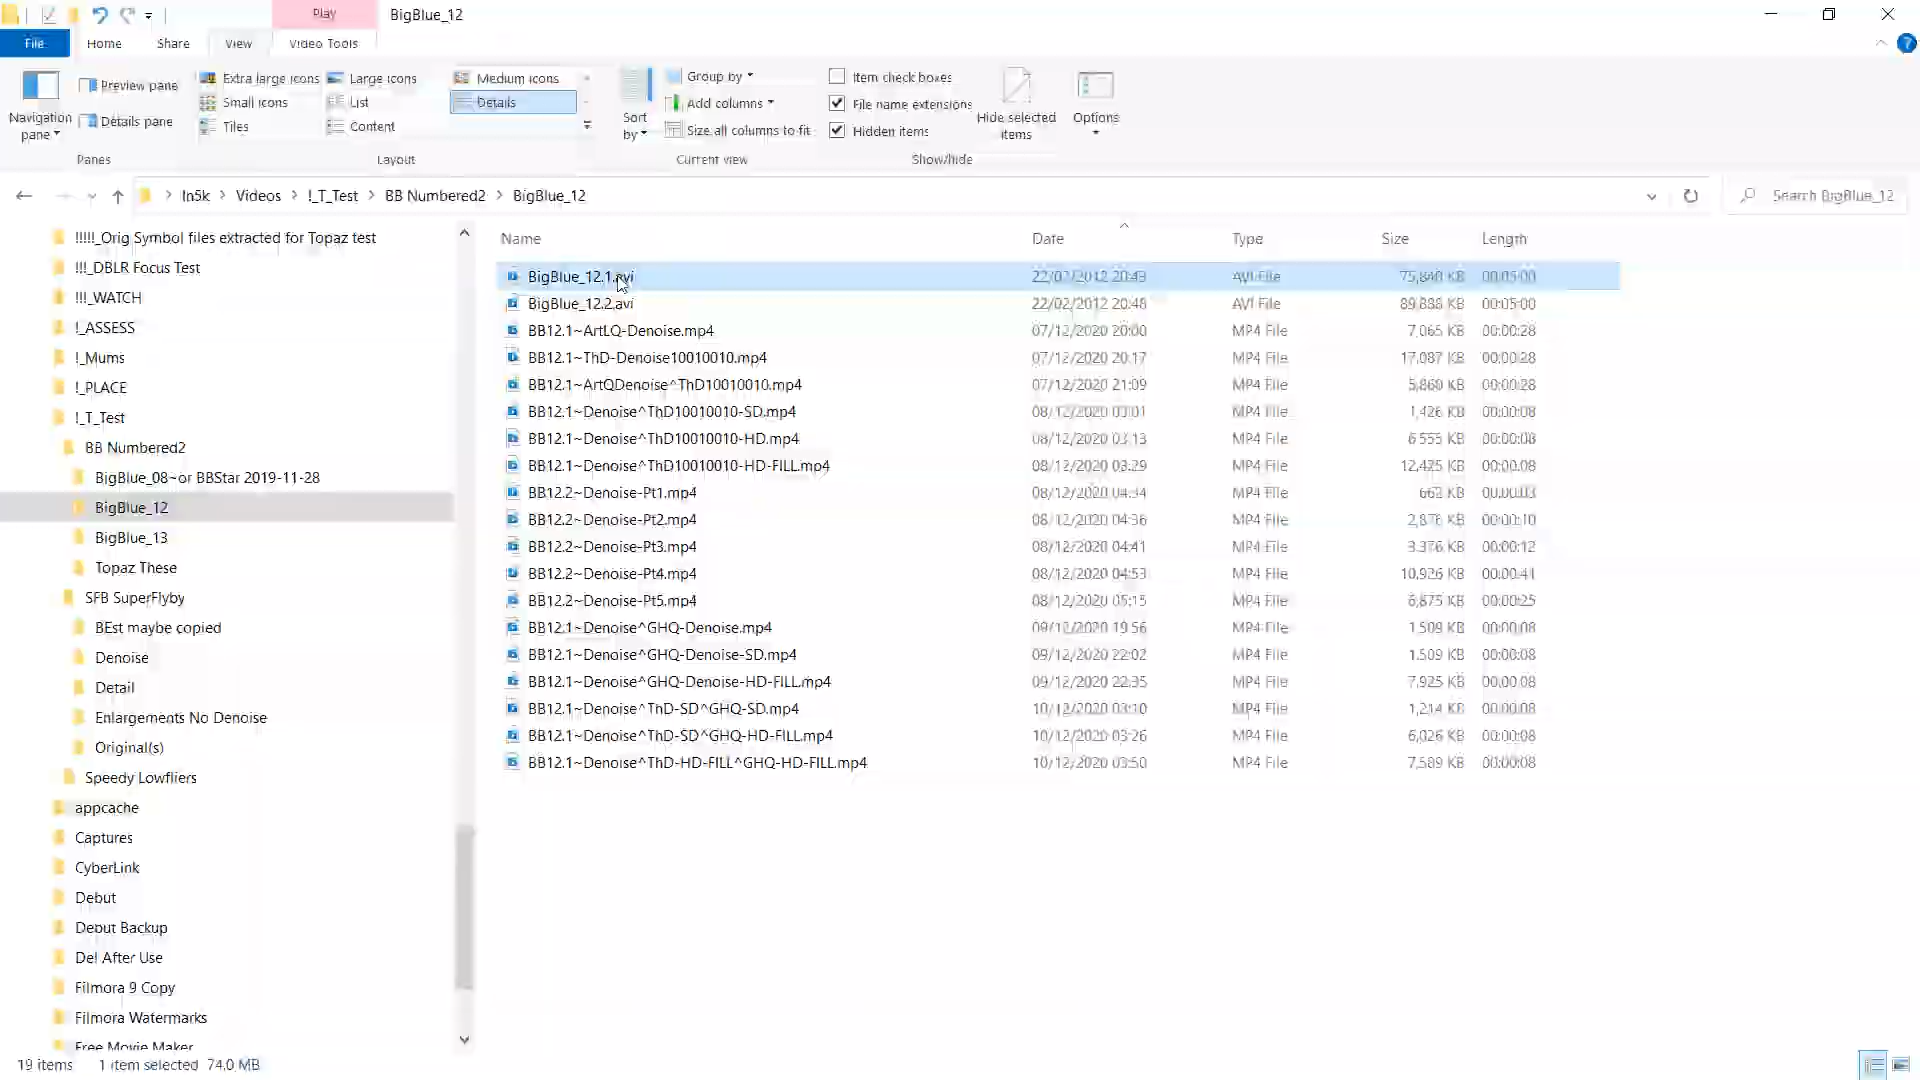 Play
BigBlue_12
File
Home
Share
View
Video Tools
Navigation pane
Preview pane
Details pane
Panes
Extra large icons
Large icons
Medium icons
Small icons
List
Details
Tiles
Content
Layout
Sort by
Group by
Add columns
Size all columns to fit
Current view
Item check boxes
File name extensions
Hidden items
Hide selected items
Show/hide
Options
In5k > Videos > !_T_Test > BB Numbered2 > BigBlue_12
Search BigBlue_12
!!!!!_Orig Symbol files extracted for Topaz test
!!!_DBLR Focus Test
!!!_WATCH
!_ASSESS
!_Mums
!_PLACE
!_T_Test
BB Numbered2
BigBlue_08~or BBStar 2019-11-28
BigBlue_12
BigBlue_13
Topaz These
SFB SuperFlyby
BEst maybe copied
Denoise
Detail
Enlargements No Denoise
Original(s)
Speedy Lowfliers
appcache
Captures
CyberLink
Debut
Debut Backup
Del After Use
Filmora 9 Copy
Filmora Watermarks
Free Movie Maker
Name Date Type Size Length
BigBlue_12.1.avi 22/02/2012 20:43 AVI File 75,840 KB 00:05:00
BigBlue_12.2.avi 22/02/2012 20:48 AVI File 89,888 KB 00:05:00
BB12.1~ArtLQ-Denoise.mp4 07/12/2020 20:00 MP4 File 7,065 KB 00:00:28
BB12.1~ThD-Denoise10010010.mp4 07/12/2020 20:17 MP4 File 17,087 KB 00:00:28
BB12.1~ArtQDenoise^ThD10010010.mp4 07/12/2020 21:09 MP4 File 5,860 KB 00:00:28
BB12.1~Denoise^ThD10010010-SD.mp4 08/12/2020 03:01 MP4 File 1,426 KB 00:00:08
BB12.1~Denoise^ThD10010010-HD.mp4 08/12/2020 03:13 MP4 File 6,555 KB 00:00:08
BB12.1~Denoise^ThD10010010-HD-FILL.mp4 08/12/2020 03:29 MP4 File 12,425 KB 00:00:08
BB12.2~Denoise-Pt1.mp4 08/12/2020 04:34 MP4 File 662 KB 00:00:03
BB12.2~Denoise-Pt2.mp4 08/12/2020 04:36 MP4 File 2,876 KB 00:00:10
BB12.2~Denoise-Pt3.mp4 08/12/2020 04:41 MP4 File 3,376 KB 00:00:12
BB12.2~Denoise-Pt4.mp4 08/12/2020 04:53 MP4 File 10,926 KB 00:00:41
BB12.2~Denoise-Pt5.mp4 08/12/2020 05:15 MP4 File 6,875 KB 00:00:25
BB12.1~Denoise^GHQ-Denoise.mp4 09/12/2020 19:56 MP4 File 1,509 KB 00:00:08
BB12.1~Denoise^GHQ-Denoise-SD.mp4 09/12/2020 22:02 MP4 File 1,509 KB 00:00:08
BB12.1~Denoise^GHQ-Denoise-HD-FILL.mp4 09/12/2020 22:35 MP4 File 7,925 KB 00:00:08
BB12.1~Denoise^ThD-SD^GHQ-SD.mp4 10/12/2020 03:10 MP4 File 1,214 KB 00:00:08
BB12.1~Denoise^ThD-SD^GHQ-HD-FILL.mp4 10/12/2020 03:26 MP4 File 6,026 KB 00:00:08
BB12.1~Denoise^ThD-HD-FILL^GHQ-HD-FILL.mp4 10/12/2020 03:50 MP4 File 7,589 KB 00:00:08
19 items 1 item selected 74.0 MB